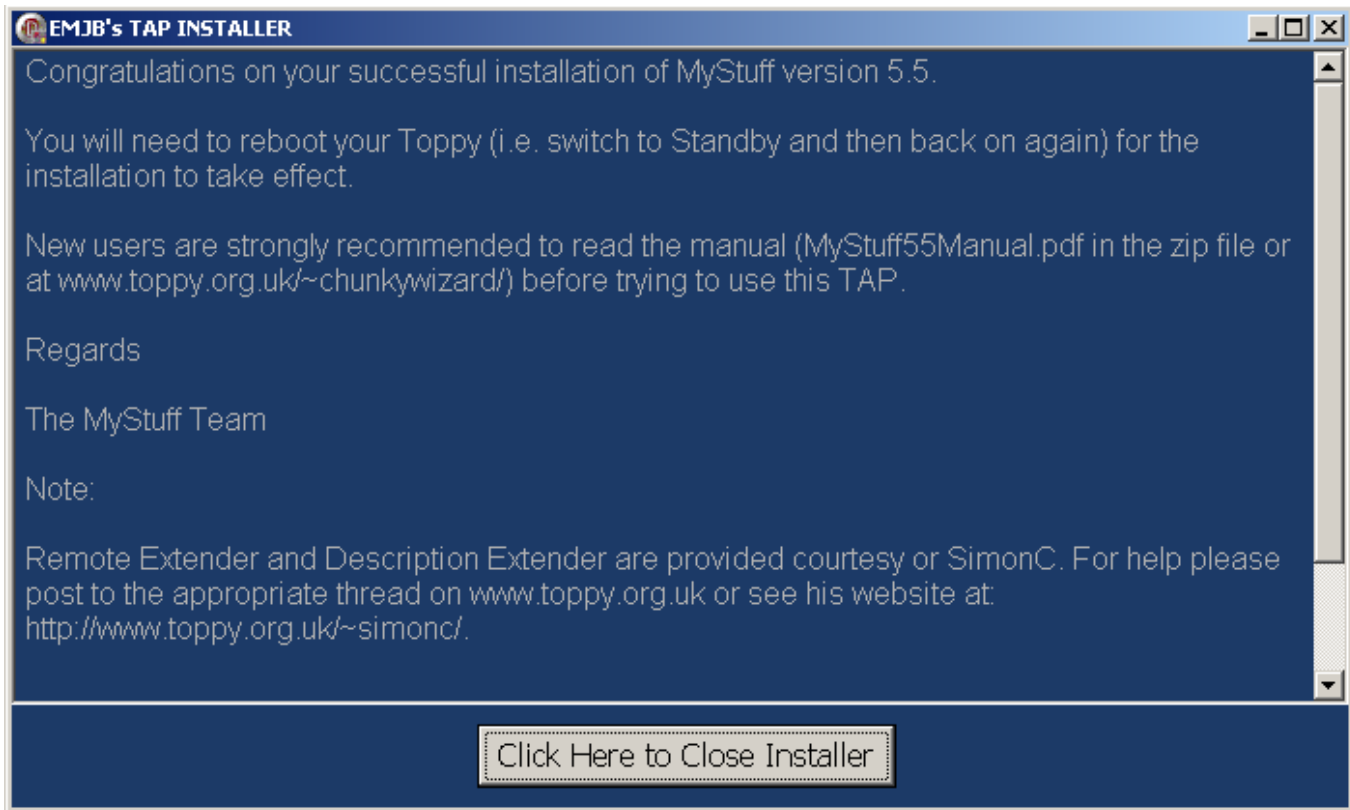 EMJB's TAP INSTALLER
Congratulations on your successful installation of MyStuff version 5.5.
You will need to reboot your Toppy (i.e. switch to Standby and then back on again) for the
installation to take effect.
New users are strongly recommended to read the manual (MyStuff55Manual.pdf in the zip file or
at www.toppy.org.uk/~chunkywizard/) before trying to use this TAP.
Regards
The MyStuff Team
Note:
Remote Extender and Description Extender are provided courtesy or SimonC. For help please
post to the appropriate thread on www.toppy.org.uk or see his website at:
http://www.toppy.org.uk/~simonc/.
Click Here to Close Installer